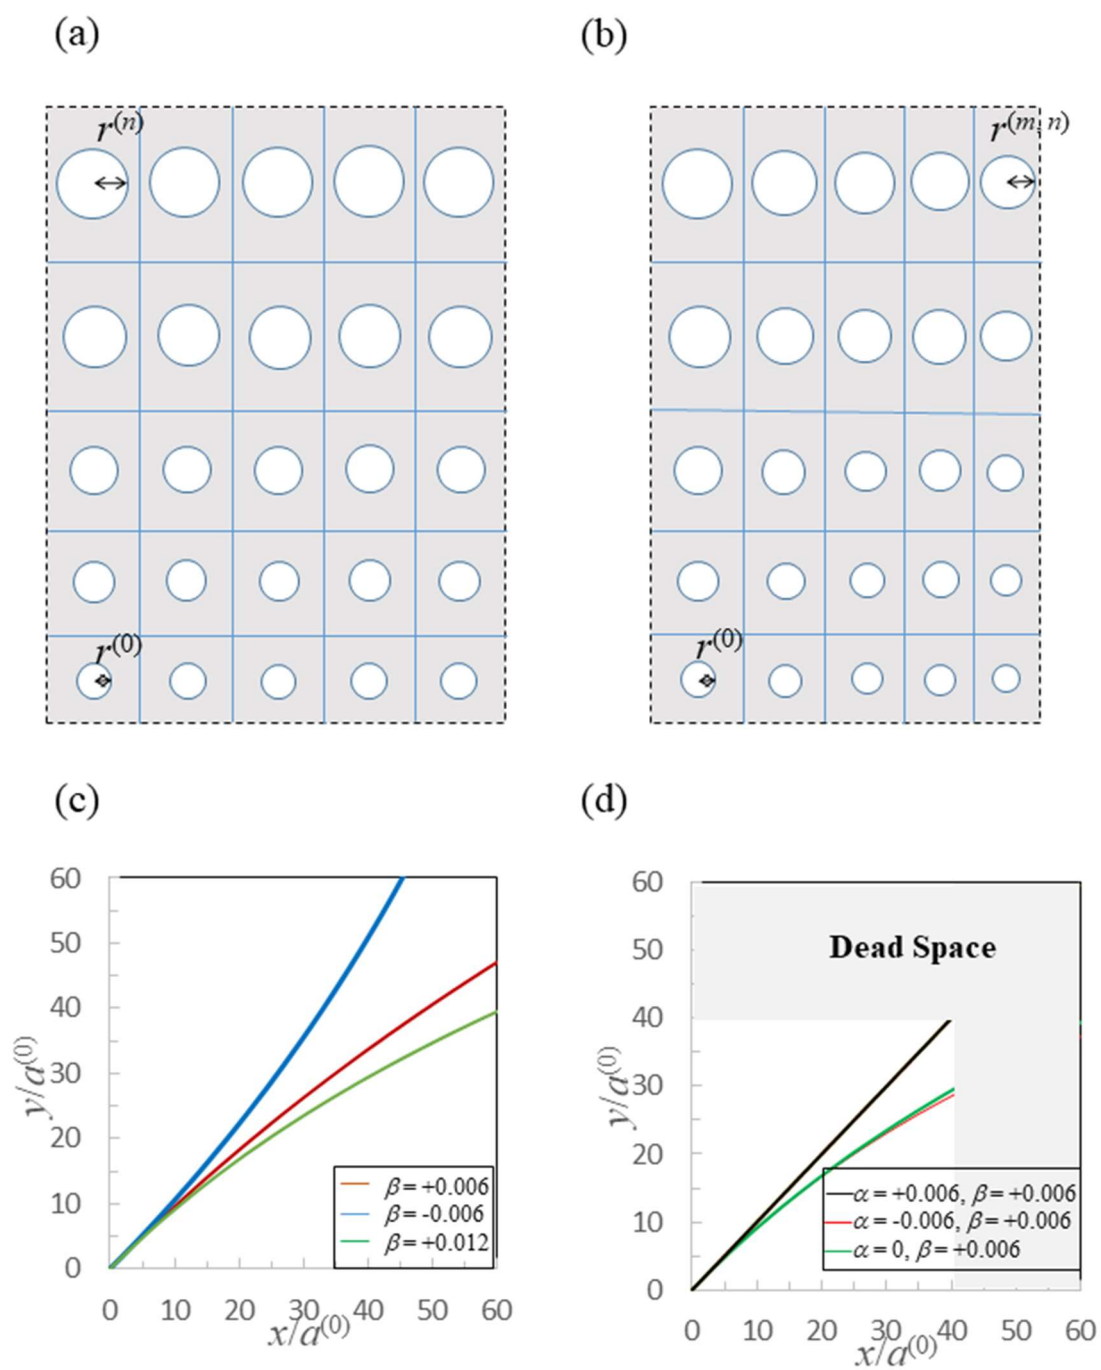 (a)
(b)
r(n)
r(m, n)
r(0)
r(0)
(c)
(d)
60
50
40
30
20
10
0
y/a(0)
β = +0.006
β = -0.006
β = +0.012
0 10 20 30 40 50 60
x/a(0)
60
50
40
30
20
10
0
y/a(0)
Dead Space
α = +0.006, β = +0.006
α = -0.006, β = +0.006
α = 0, β = +0.006
0 10 20 30 40 50 60
x/a(0)